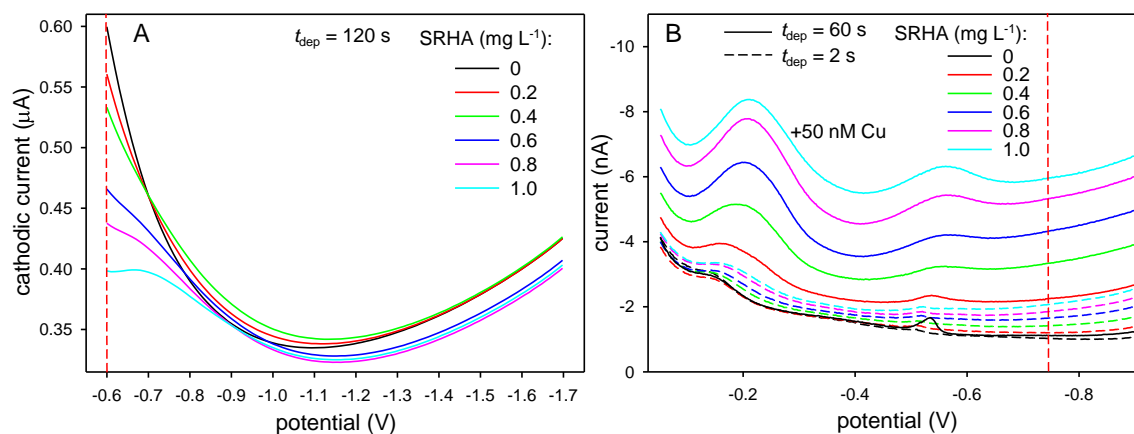 A
t_dep = 120 s
SRHA (mg L⁻¹):
0
0.2
0.4
0.6
0.8
1.0
0.60
0.55
0.50
0.45
0.40
0.35
cathodic current (µA)
-0.6 -0.7 -0.8 -0.9 -1.0 -1.1 -1.2 -1.3 -1.4 -1.5 -1.6 -1.7
potential (V)
B
t_dep = 60 s
t_dep = 2 s
SRHA (mg L⁻¹):
0
0.2
0.4
0.6
0.8
1.0
+50 nM Cu
-10
-8
-6
-4
-2
0
current (nA)
-0.2 -0.4 -0.6 -0.8
potential (V)